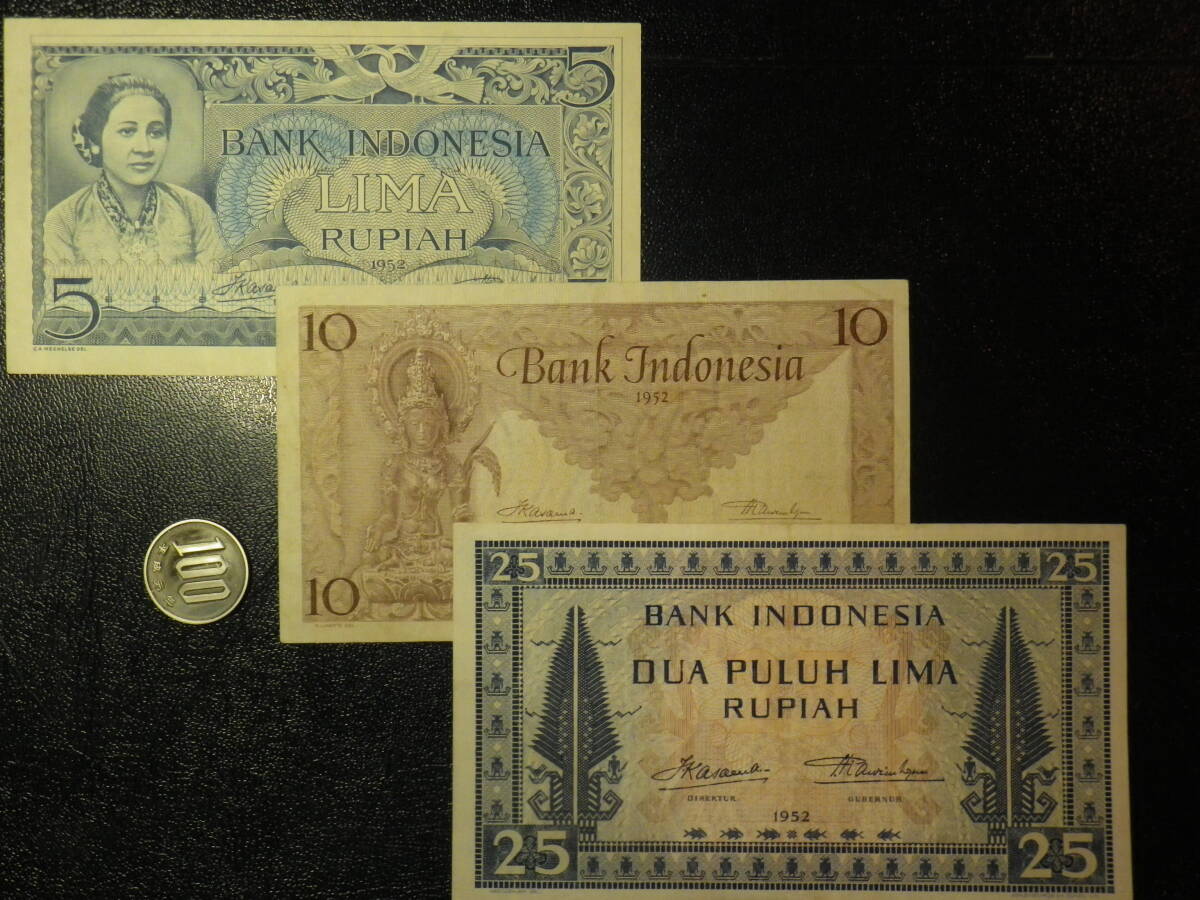 5
BANK INDONESIA
LIMA
RUPIAH
1952
5
10
10
Bank Indonesia
1952
10
100
25
25
BANK INDONESIA
DUA PULUH LIMA
RUPIAH
DIREKTUR
GUBERNUR
1952
25
25